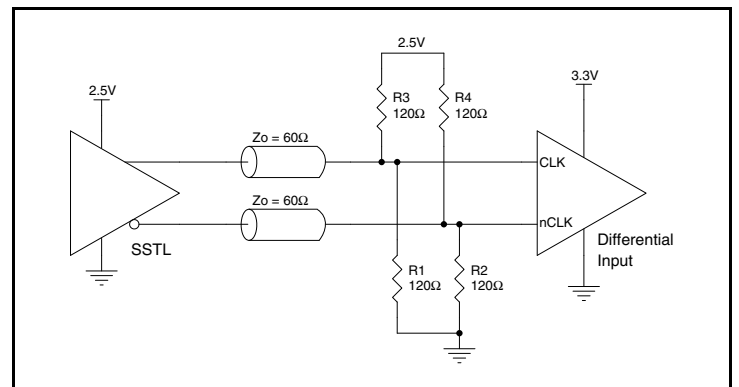 2.5V
2.5V
3.3V
R3
120Ω
R4
120Ω
Zo = 60Ω
CLK
Zo = 60Ω
nCLK
SSTL
Differential
Input
R1
120Ω
R2
120Ω